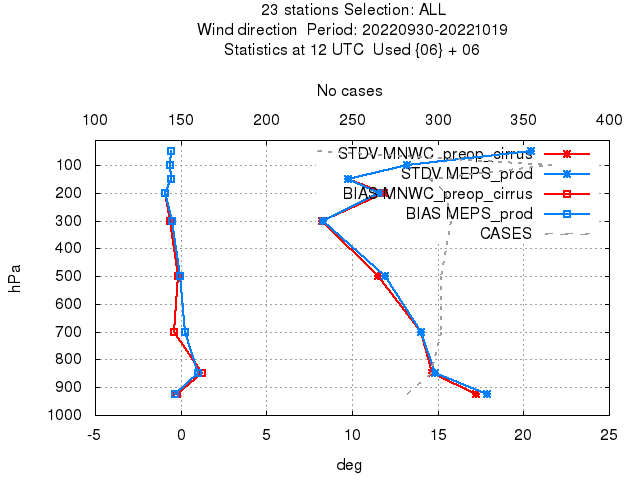 23 stations Selection: ALL
Wind direction  Period: 20220930-20221019
Statistics at 12 UTC  Used {06} + 06
No cases
100 150 200 250 300 350 400
STDV MNWC_preop_cirrus
STDV MEPS_prod
BIAS MNWC_preop_cirrus
BIAS MEPS_prod
CASES
hPa
100
200
300
400
500
600
700
800
900
1000
-5 0 5 10 15 20 25
deg